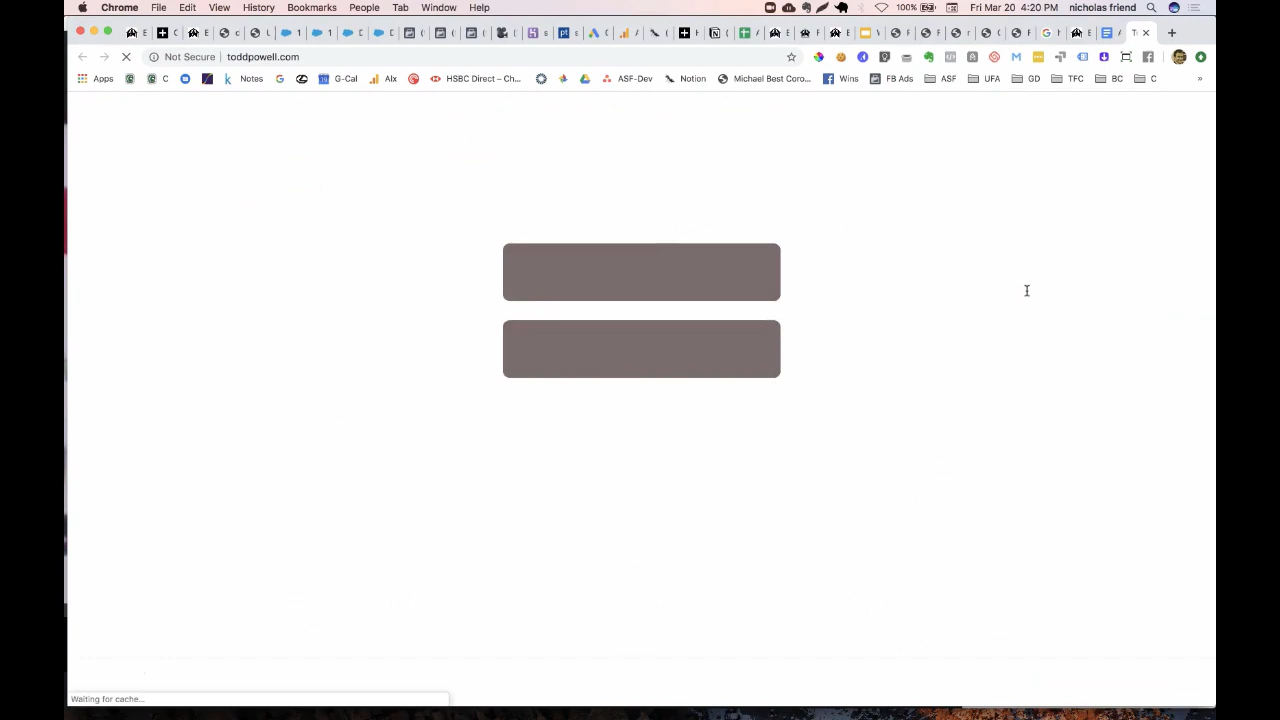 Chrome File Edit View History Bookmarks People Tab Window Help 100% Fri Mar 20 4:20 PM nicholas friend
Not Secure toddpowell.com
Apps G C Notes G G-Cal Alx HSBC Direct – Ch... ASF-Dev Notion Michael Best Coro... Wins FB Ads ASF UFA GD TFC BC C »
Waiting for cache...